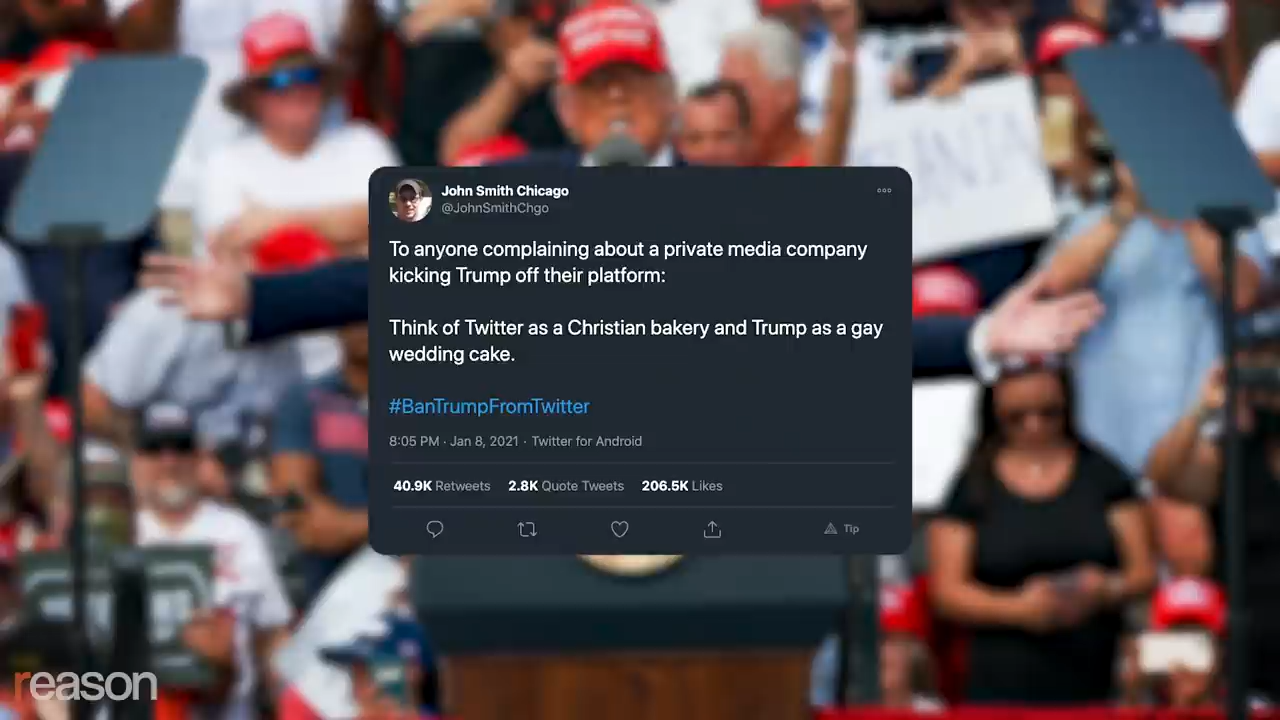 John Smith Chicago
@JohnSmithChgo
To anyone complaining about a private media company
kicking Trump off their platform:
Think of Twitter as a Christian bakery and Trump as a gay
wedding cake.
#BanTrumpFromTwitter
8:05 PM · Jan 8, 2021 · Twitter for Android
40.9K Retweets 2.8K Quote Tweets 206.5K Likes
Tip
reason